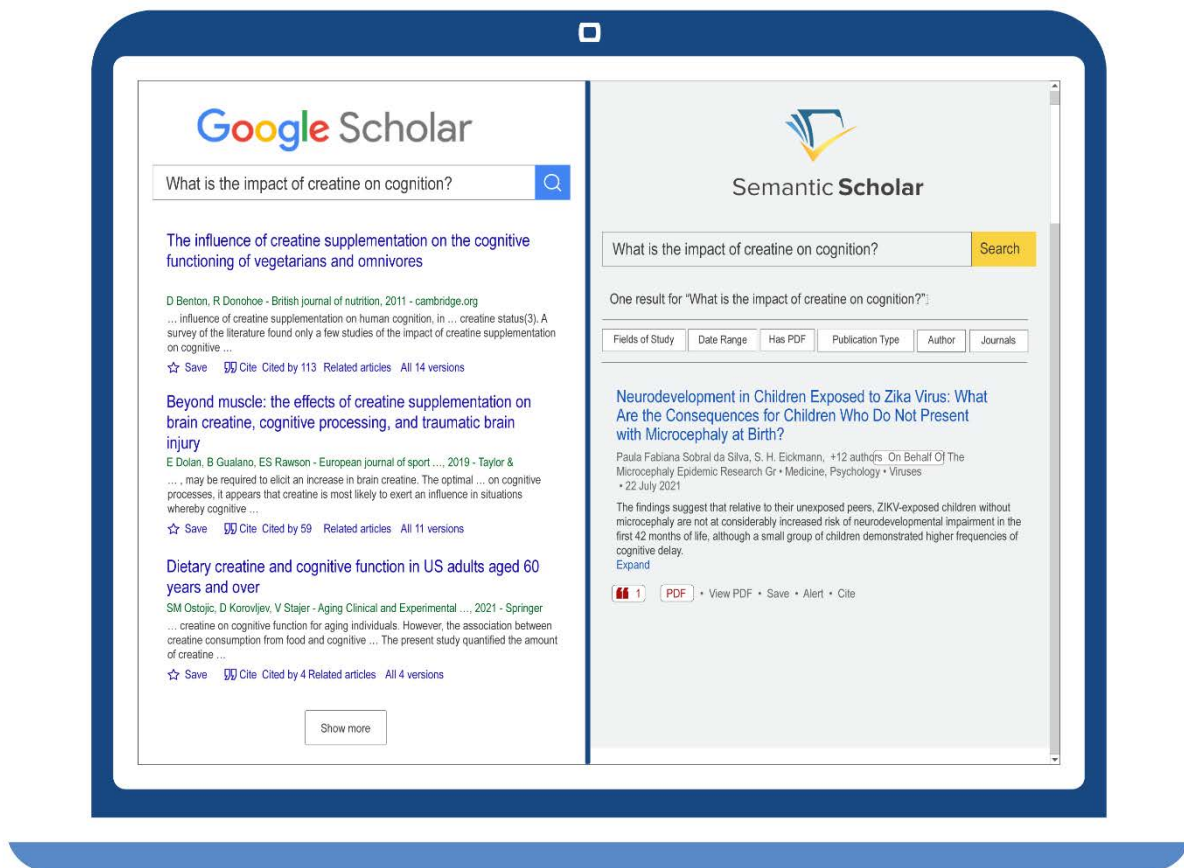 Google Scholar
What is the impact of creatine on cognition?
The influence of creatine supplementation on the cognitive
functioning of vegetarians and omnivores
D Benton, R Donohoe - British journal of nutrition, 2011 - cambridge.org
… influence of creatine supplementation on human cognition, in … creatine status(3). A
survey of the literature found only a few studies of the impact of creatine supplementation
on cognitive …
Save Cite Cited by 113 Related articles All 14 versions
Beyond muscle: the effects of creatine supplementation on
brain creatine, cognitive processing, and traumatic brain
injury
E Dolan, B Gualano, ES Rawson - European journal of sport …, 2019 - Taylor &
… , may be required to elicit an increase in brain creatine. The optimal … on cognitive
processes, it appears that creatine is most likely to exert an influence in situations
whereby cognitive …
Save Cite Cited by 59 Related articles All 11 versions
Dietary creatine and cognitive function in US adults aged 60
years and over
SM Ostojic, D Korovljev, V Stajer - Aging Clinical and Experimental …, 2021 - Springer
… creatine on cognitive function for aging individuals. However, the association between
creatine consumption from food and cognitive … The present study quantified the amount
of creatine …
Save Cite Cited by 4 Related articles All 4 versions
Show more
Semantic Scholar
What is the impact of creatine on cognition?
Search
One result for “What is the impact of creatine on cognition?”
Fields of Study Date Range Has PDF Publication Type Author Journals
Neurodevelopment in Children Exposed to Zika Virus: What
Are the Consequences for Children Who Do Not Present
with Microcephaly at Birth?
Paula Fabiana Sobral da Silva, S. H. Eickmann, +12 authors On Behalf Of The
Microcephaly Epidemic Research Gr • Medicine, Psychology • Viruses
• 22 July 2021
The findings suggest that relative to their unexposed peers, ZIKV-exposed children without
microcephaly are not at considerably increased risk of neurodevelopmental impairment in the
first 42 months of life, although a small group of children demonstrated higher frequencies of
cognitive delay.
Expand
1 PDF • View PDF • Save • Alert • Cite